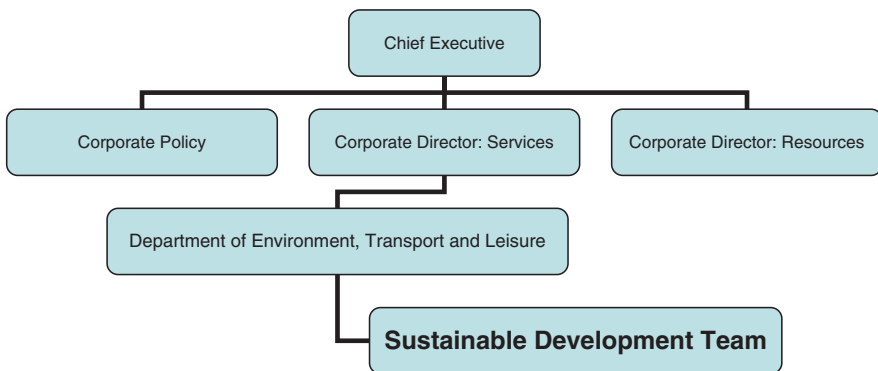 Chief Executive
Corporate Policy
Corporate Director: Services
Corporate Director: Resources
Department of Environment, Transport and Leisure
Sustainable Development Team